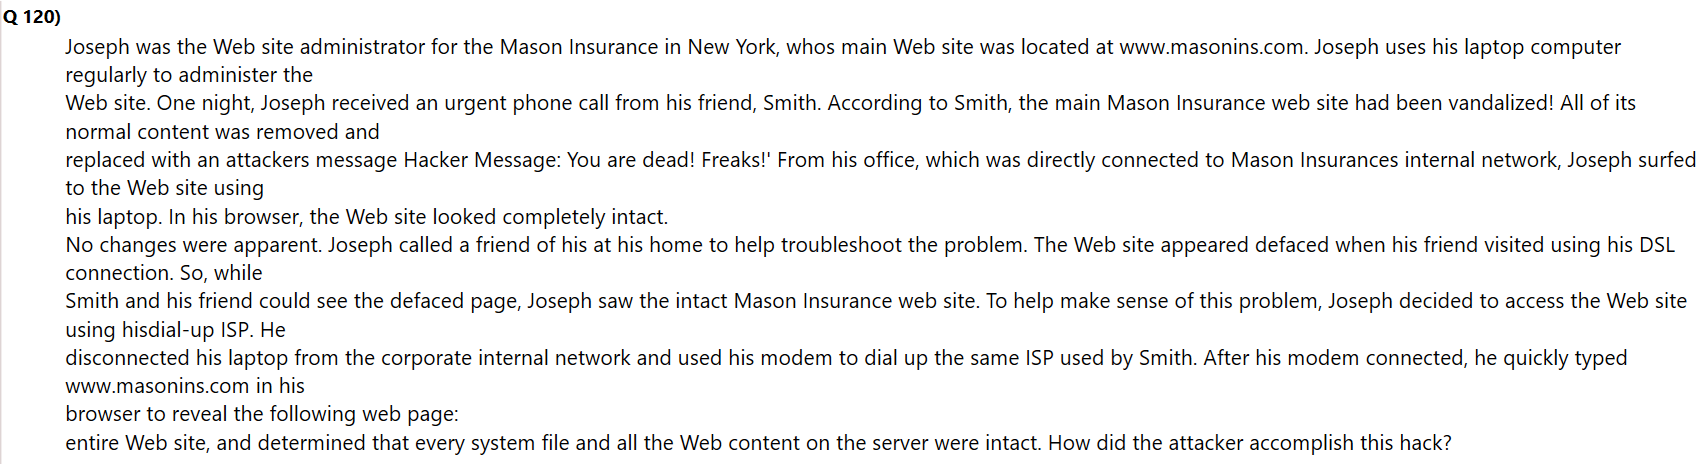 Q 120)
Joseph was the Web site administrator for the Mason Insurance in New York, whos main Web site was located at www.masonins.com. Joseph uses his laptop computer
regularly to administer the
Web site. One night, Joseph received an urgent phone call from his friend, Smith. According to Smith, the main Mason Insurance web site had been vandalized! All of its
normal content was removed and
replaced with an attackers message Hacker Message: You are dead! Freaks!' From his office, which was directly connected to Mason Insurances internal network, Joseph surfed
to the Web site using
his laptop. In his browser, the Web site looked completely intact.
No changes were apparent. Joseph called a friend of his at his home to help troubleshoot the problem. The Web site appeared defaced when his friend visited using his DSL
connection. So, while
Smith and his friend could see the defaced page, Joseph saw the intact Mason Insurance web site. To help make sense of this problem, Joseph decided to access the Web site
using hisdial-up ISP. He
disconnected his laptop from the corporate internal network and used his modem to dial up the same ISP used by Smith. After his modem connected, he quickly typed
www.masonins.com in his
browser to reveal the following web page:
entire Web site, and determined that every system file and all the Web content on the server were intact. How did the attacker accomplish this hack?